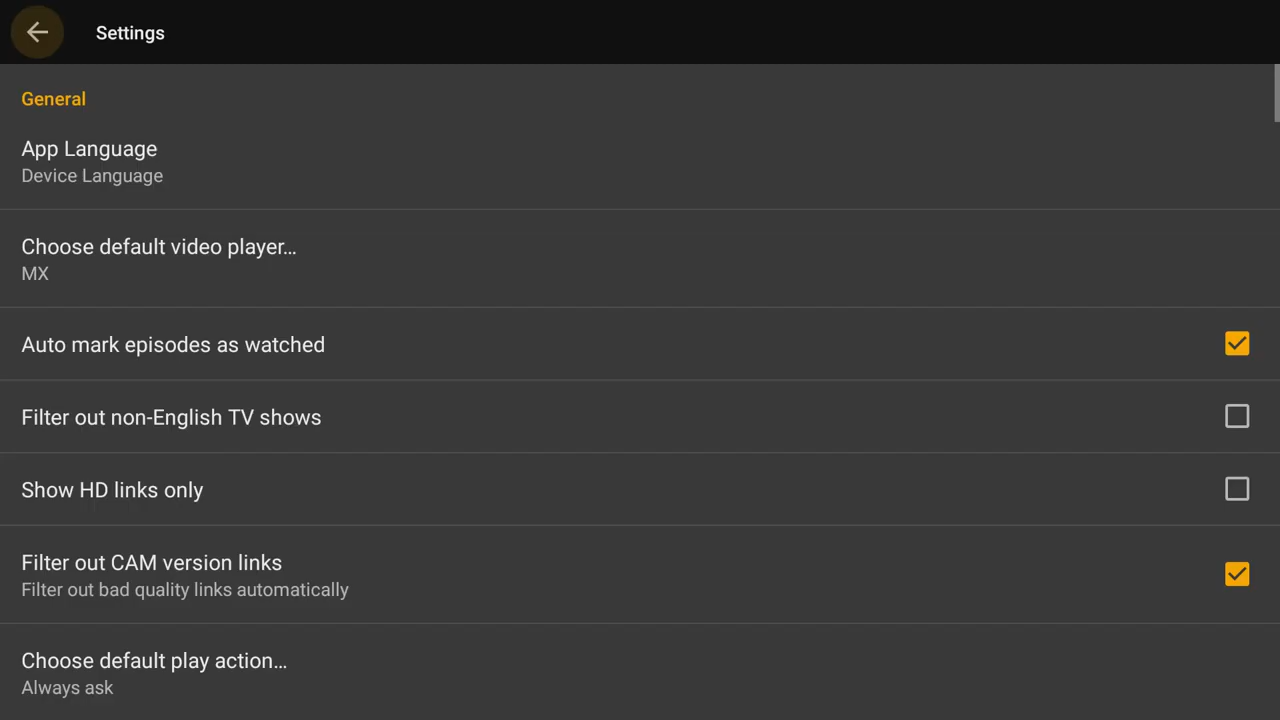 Settings
General
App Language
Device Language
Choose default video player...
MX
Auto mark episodes as watched
Filter out non-English TV shows
Show HD links only
Filter out CAM version links
Filter out bad quality links automatically
Choose default play action...
Always ask